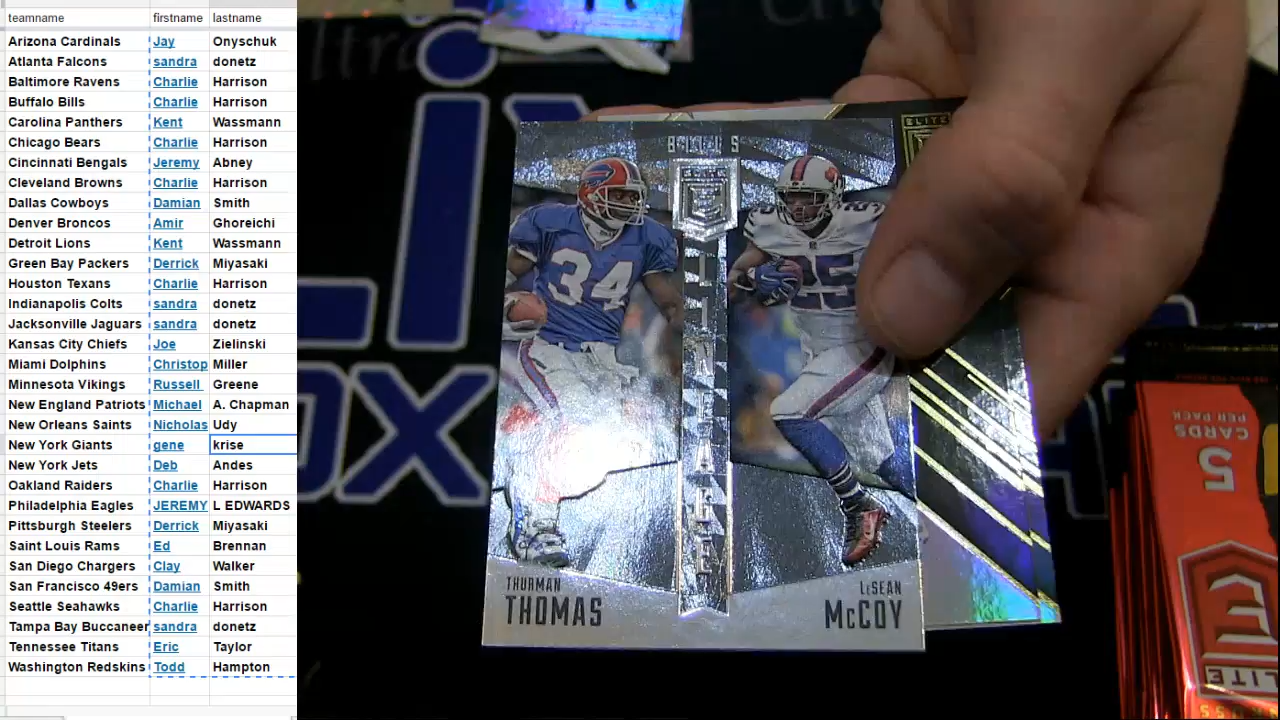 teamname firstname lastname
Arizona Cardinals Jay Onyschuk
Atlanta Falcons sandra donetz
Baltimore Ravens Charlie Harrison
Buffalo Bills Charlie Harrison
Carolina Panthers Kent Wassmann
Chicago Bears Charlie Harrison
Cincinnati Bengals Jeremy Abney
Cleveland Browns Charlie Harrison
Dallas Cowboys Damian Smith
Denver Broncos Amir Ghoreichi
Detroit Lions Kent Wassmann
Green Bay Packers Derrick Miyasaki
Houston Texans Charlie Harrison
Indianapolis Colts sandra donetz
Jacksonville Jaguars sandra donetz
Kansas City Chiefs Joe Zielinski
Miami Dolphins Christop Miller
Minnesota Vikings Russell Greene
New England Patriots Michael A. Chapman
New Orleans Saints Nicholas Udy
New York Giants gene krise
New York Jets Deb Andes
Oakland Raiders Charlie Harrison
Philadelphia Eagles JEREMY L EDWARDS
Pittsburgh Steelers Derrick Miyasaki
Saint Louis Rams Ed Brennan
San Diego Chargers Clay Walker
San Francisco 49ers Damian Smith
Seattle Seahawks Charlie Harrison
Tampa Bay Buccaneer sandra donetz
Tennessee Titans Eric Taylor
Washington Redskins Todd Hampton
BILLS
ELITE
34
25
LINEAGE
THURMAN
THOMAS
LESEAN
McCOY
5
CARDS
PER PACK
ELITE